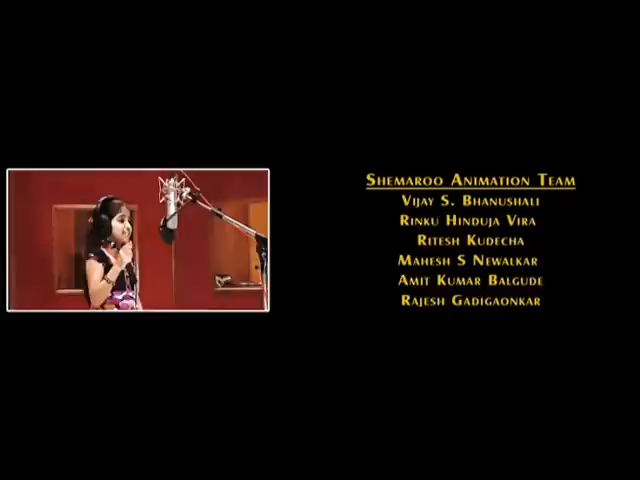 Shemaroo Animation Team
Vijay S. Bhanushali
Rinku Hinduja Vira
Ritesh Kudecha
Mahesh S Newalkar
Amit Kumar Balgude
Rajesh Gadigaonkar